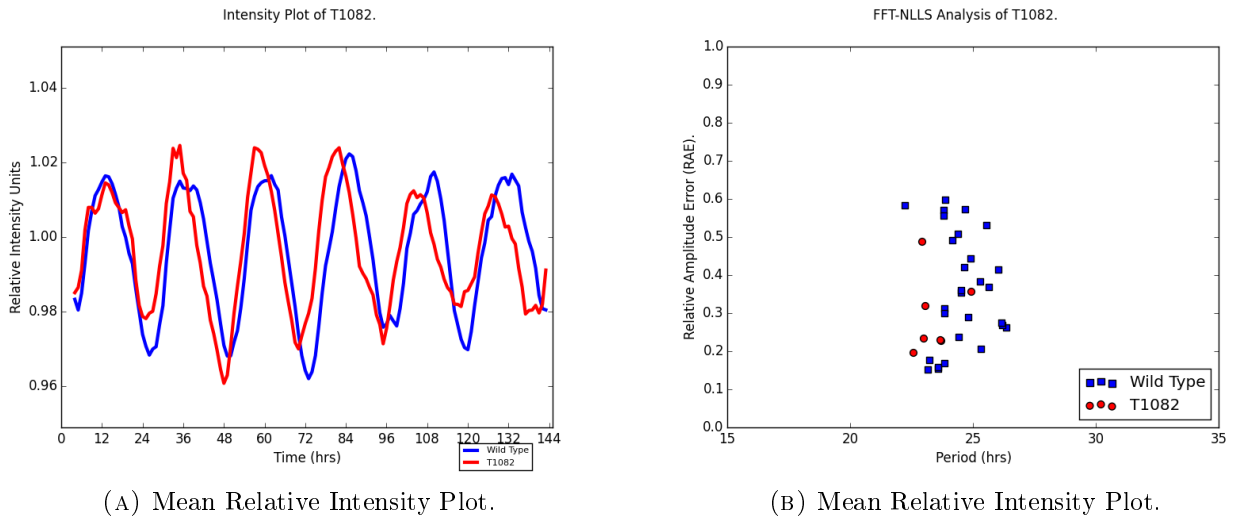 Intensity Plot of T1082.
Relative Intensity Units
1.04
1.02
1.00
0.98
0.96
0 12 24 36 48 60 72 84 96 108 120 132 144
Time (hrs)
Wild Type
T1082
(A) Mean Relative Intensity Plot.
FFT-NLLS Analysis of T1082.
Relative Amplitude Error (RAE).
1.0
0.9
0.8
0.7
0.6
0.5
0.4
0.3
0.2
0.1
0.0
15 20 25 30 35
Period (hrs)
Wild Type
T1082
(B) Mean Relative Intensity Plot.